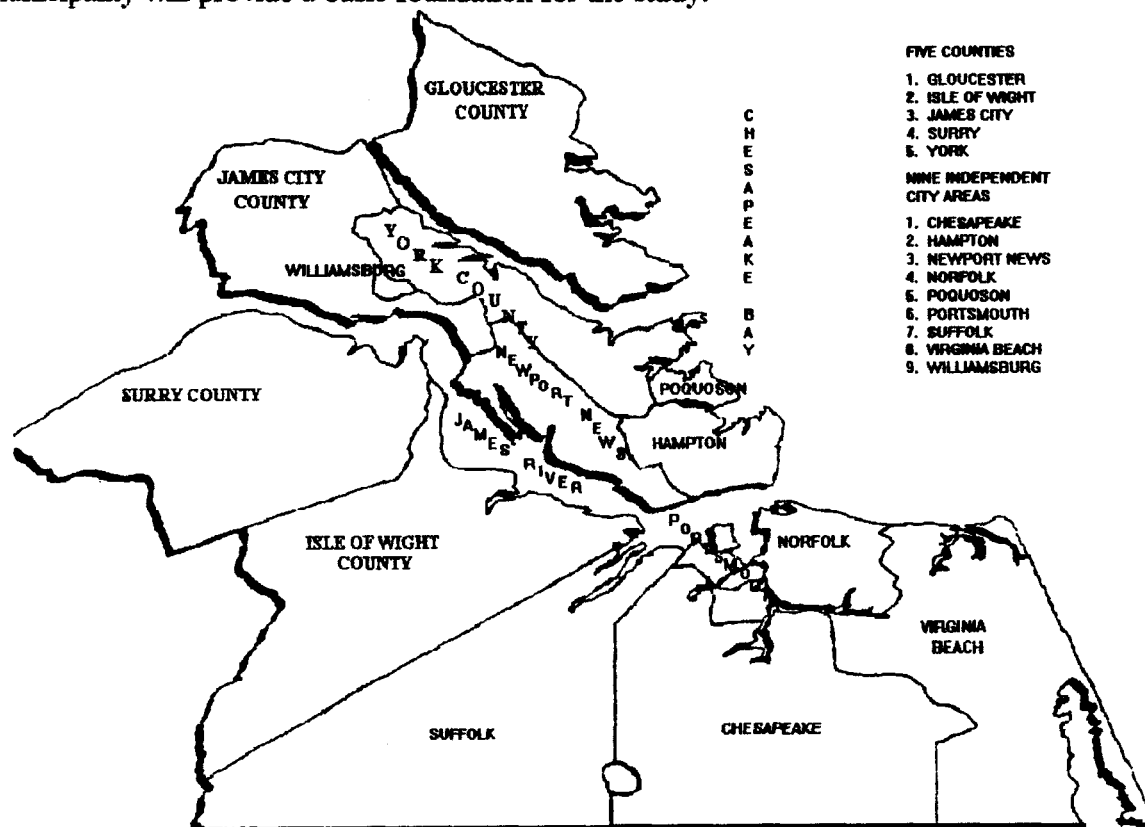 will provide a basic foundation for the study.
GLOUCESTER
COUNTY
JAMES CITY
COUNTY
YORK COUNTY
WILLIAMSBURG
NEWPORT NEWS
SURRY COUNTY
JAMES RIVER
POQUOSON
HAMPTON
ISLE OF WIGHT
COUNTY
NORFOLK
VIRGINIA
BEACH
SUFFOLK
CHESAPEAKE
CHESAPEAKE BAY
FIVE COUNTIES
1. GLOUCESTER
2. ISLE OF WIGHT
3. JAMES CITY
4. SURRY
5. YORK
NINE INDEPENDENT
CITY AREAS
1. CHESAPEAKE
2. HAMPTON
3. NEWPORT NEWS
4. NORFOLK
5. POQUOSON
6. PORTSMOUTH
7. SUFFOLK
8. VIRGINIA BEACH
9. WILLIAMSBURG